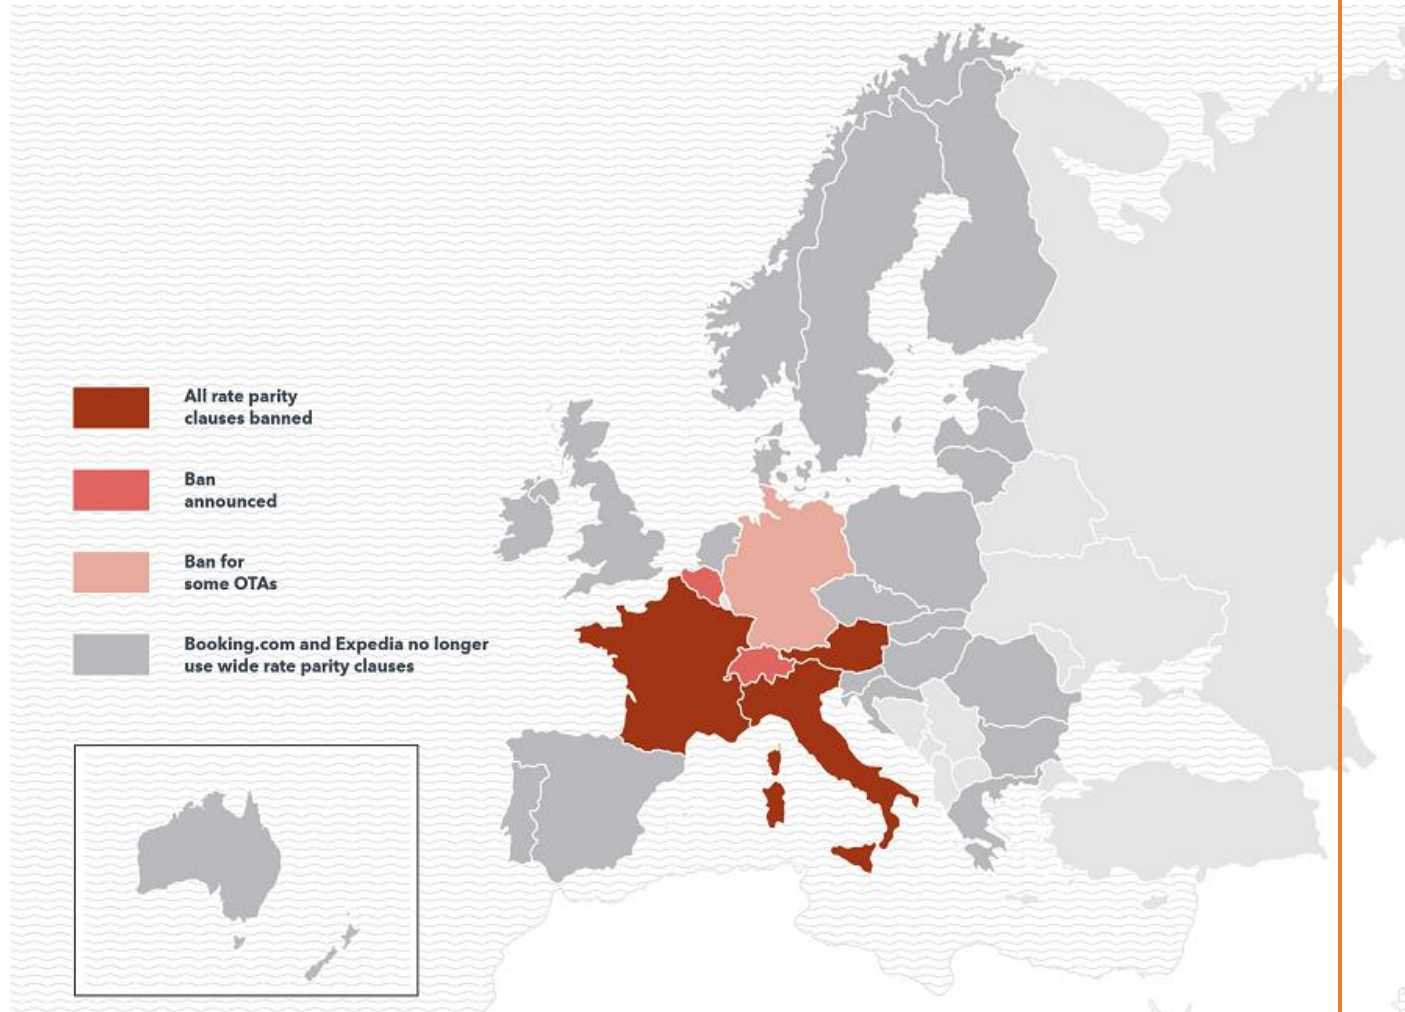 All rate parity
clauses banned
Ban
announced
Ban for
some OTAs
Booking.com and Expedia no longer
use wide rate parity clauses